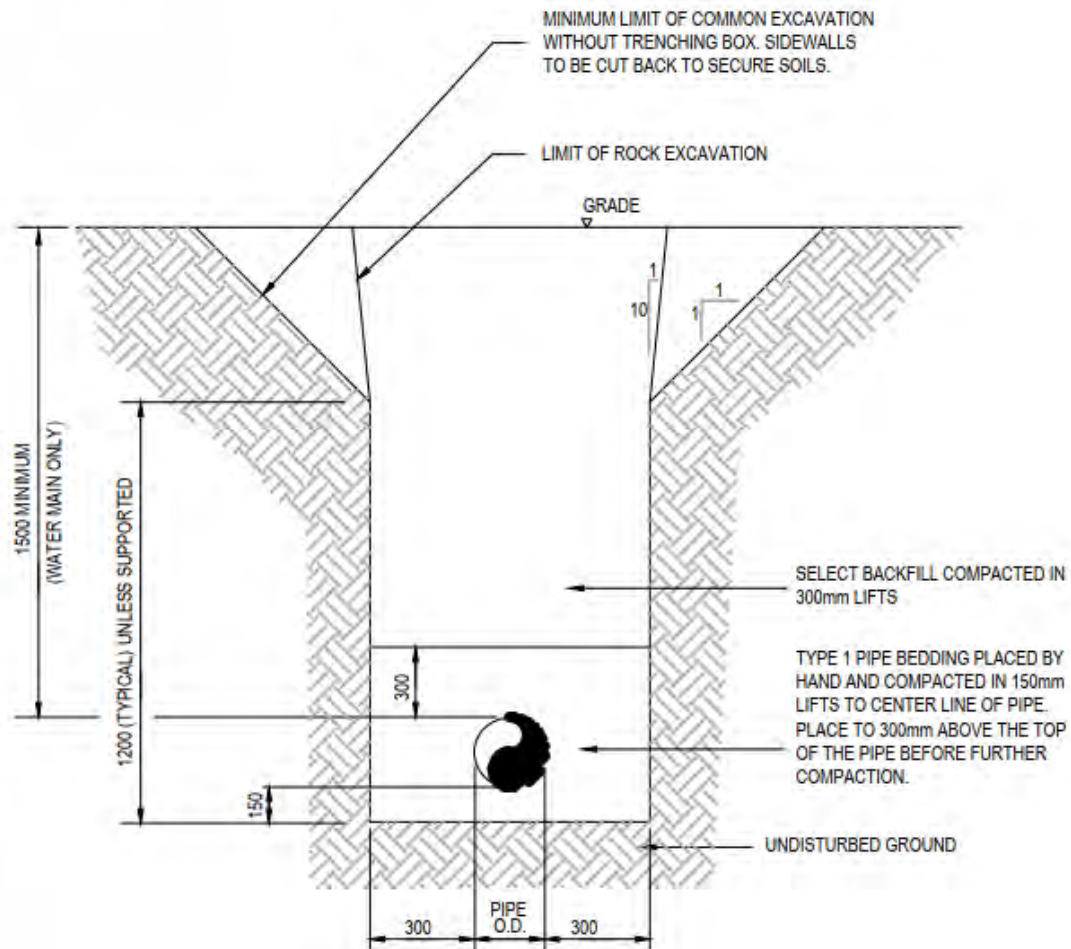 MINIMUM LIMIT OF COMMON EXCAVATION
WITHOUT TRENCHING BOX. SIDEWALLS
TO BE CUT BACK TO SECURE SOILS.
LIMIT OF ROCK EXCAVATION
GRADE
1
10
1
1
1500 MINIMUM
(WATER MAIN ONLY)
1200 (TYPICAL) UNLESS SUPPORTED
SELECT BACKFILL COMPACTED IN
300mm LIFTS
300
TYPE 1 PIPE BEDDING PLACED BY
HAND AND COMPACTED IN 150mm
LIFTS TO CENTER LINE OF PIPE.
PLACE TO 300mm ABOVE THE TOP
OF THE PIPE BEFORE FURTHER
COMPACTION.
150
UNDISTURBED GROUND
300
PIPE
O.D.
300